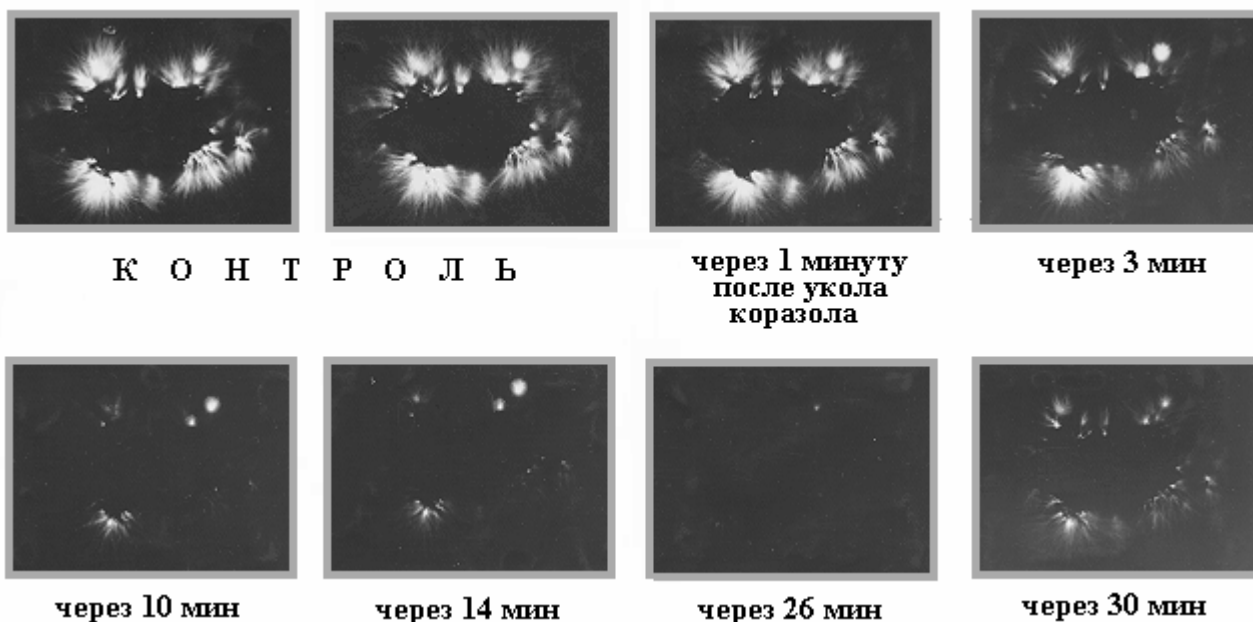 К О Н Т Р О Л Ь
через 1 минуту
после укола
коразола
через 3 мин
через 10 мин
через 14 мин
через 26 мин
через 30 мин